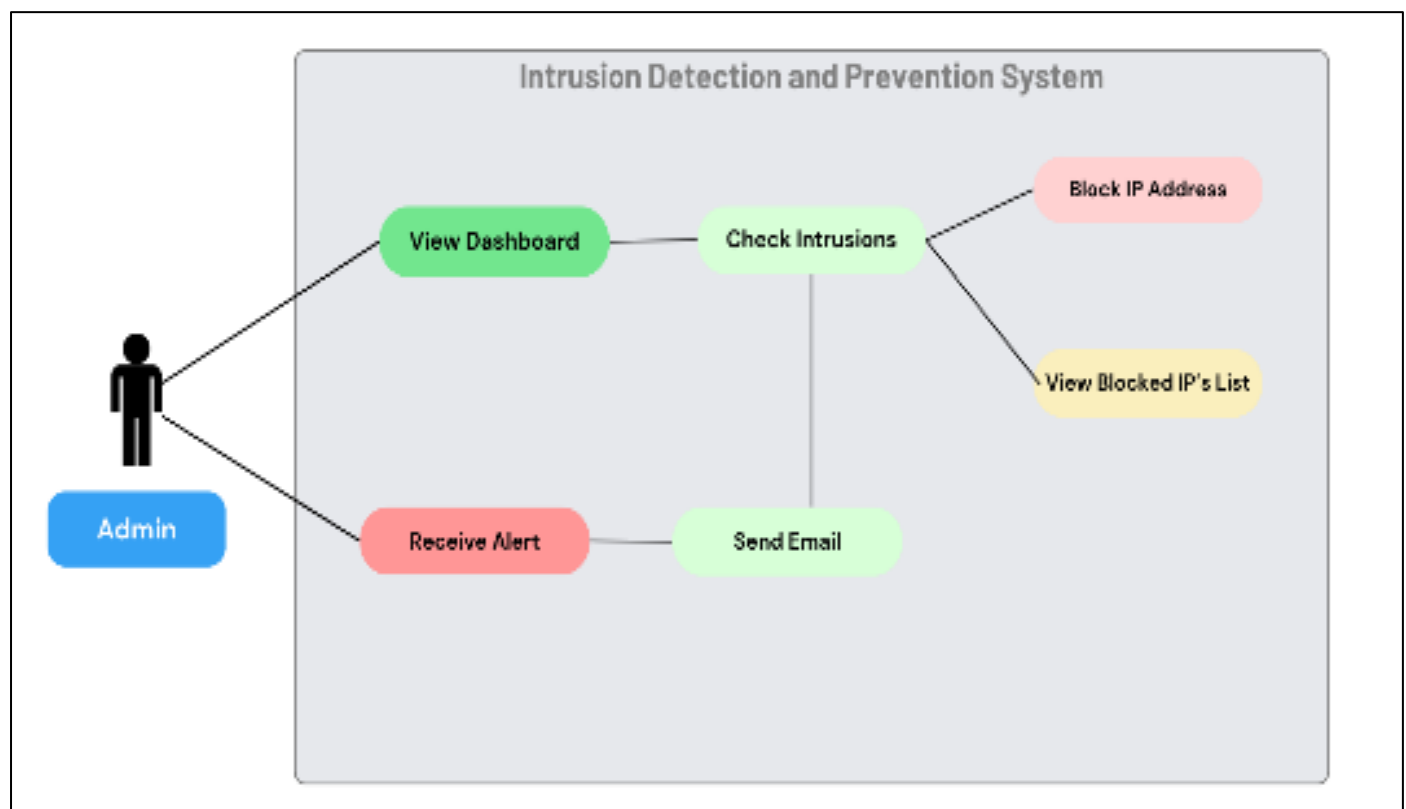 Intrusion Detection and Prevention System
Block IP Address
View Dashboard
Check Intrusions
View Blocked IP's List
Admin
Receive Alert
Send Email